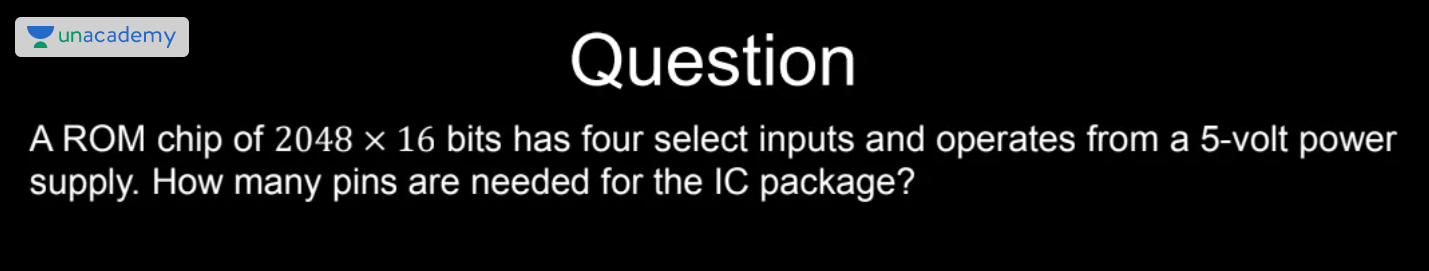 unacademy
Question
A ROM chip of 2048 × 16 bits has four select inputs and operates from a 5-volt power
supply. How many pins are needed for the IC package?